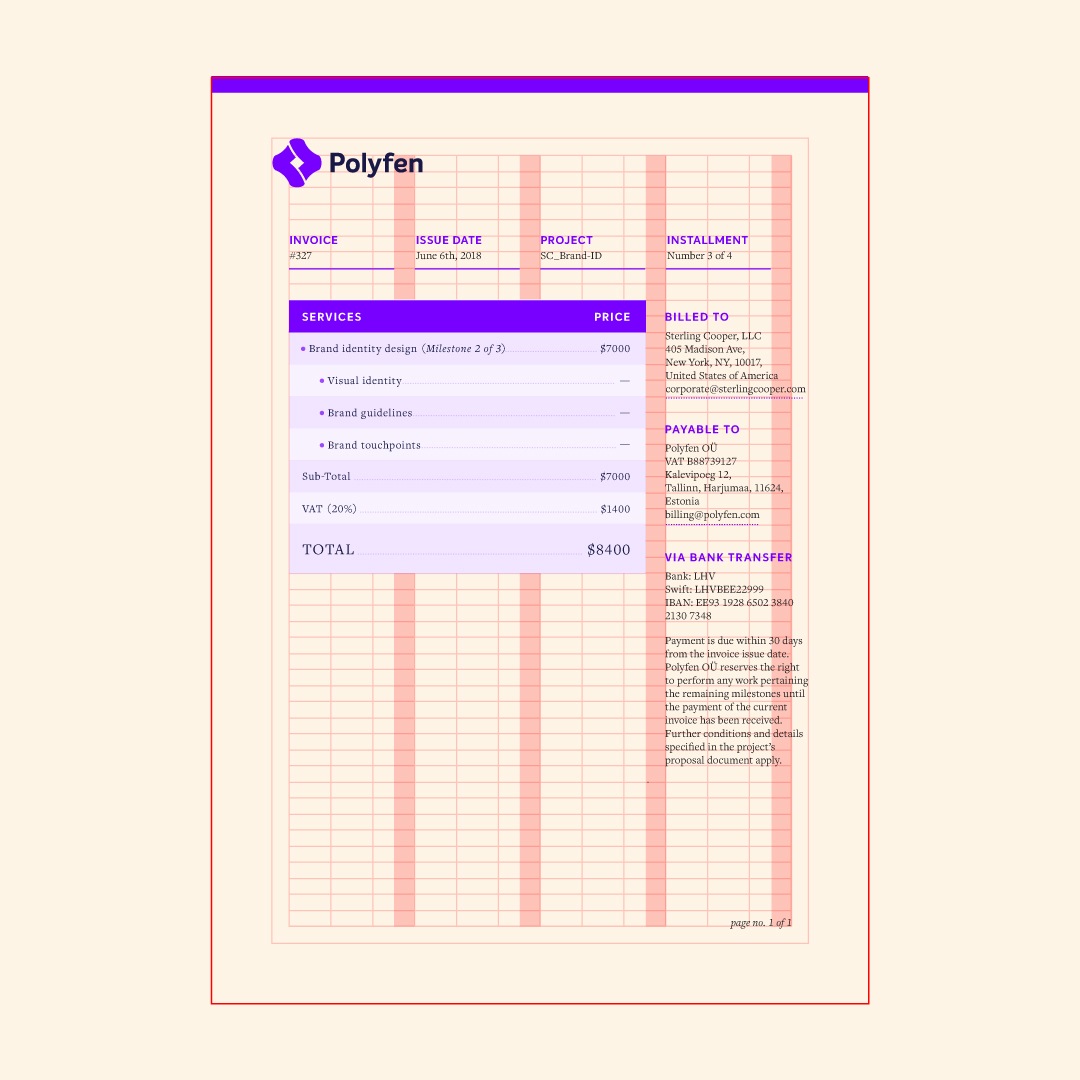 Polyfen
INVOICE
#327
ISSUE DATE
June 6th, 2018
PROJECT
SC_Brand-ID
INSTALLMENT
Number 3 of 4
SERVICES PRICE
Brand identity design (Milestone 2 of 3) $7000
Visual identity —
Brand guidelines —
Brand touchpoints —
Sub-Total $7000
VAT (20%) $1400
TOTAL $8400
BILLED TO
Sterling Cooper, LLC
405 Madison Ave,
New York, NY, 10017,
United States of America
corporate@sterlingcooper.com
PAYABLE TO
Polyfen OÜ
VAT B88739127
Kalevipoeg 12,
Tallinn, Harjumaa, 11624,
Estonia
billing@polyfen.com
VIA BANK TRANSFER
Bank: LHV
Swift: LHVBEE22999
IBAN: EE93 1928 6502 3840
2130 7348
Payment is due within 30 days
from the invoice issue date.
Polyfen OÜ reserves the right
to perform any work pertaining
the remaining milestones until
the payment of the current
invoice has been received.
Further conditions and details
specified in the project's
proposal document apply.
page no. 1 of 1